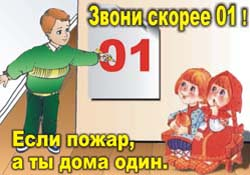 Звони скорее 01!
01
Если пожар,
а ты дома один.